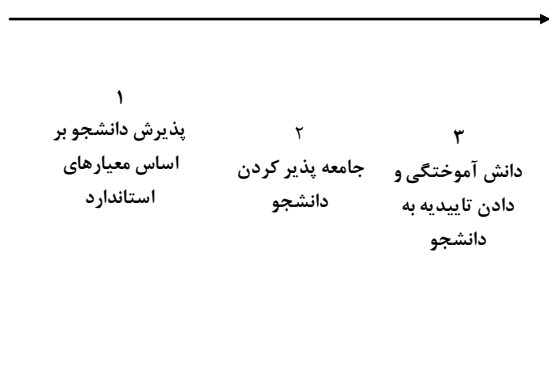 ۱
پذیرش دانشجو بر
اساس معیارهای
استاندارد
۲
جامعه پذیر کردن
دانشجو
۳
دانش آموختگی و
دادن تاییدیه به
دانشجو